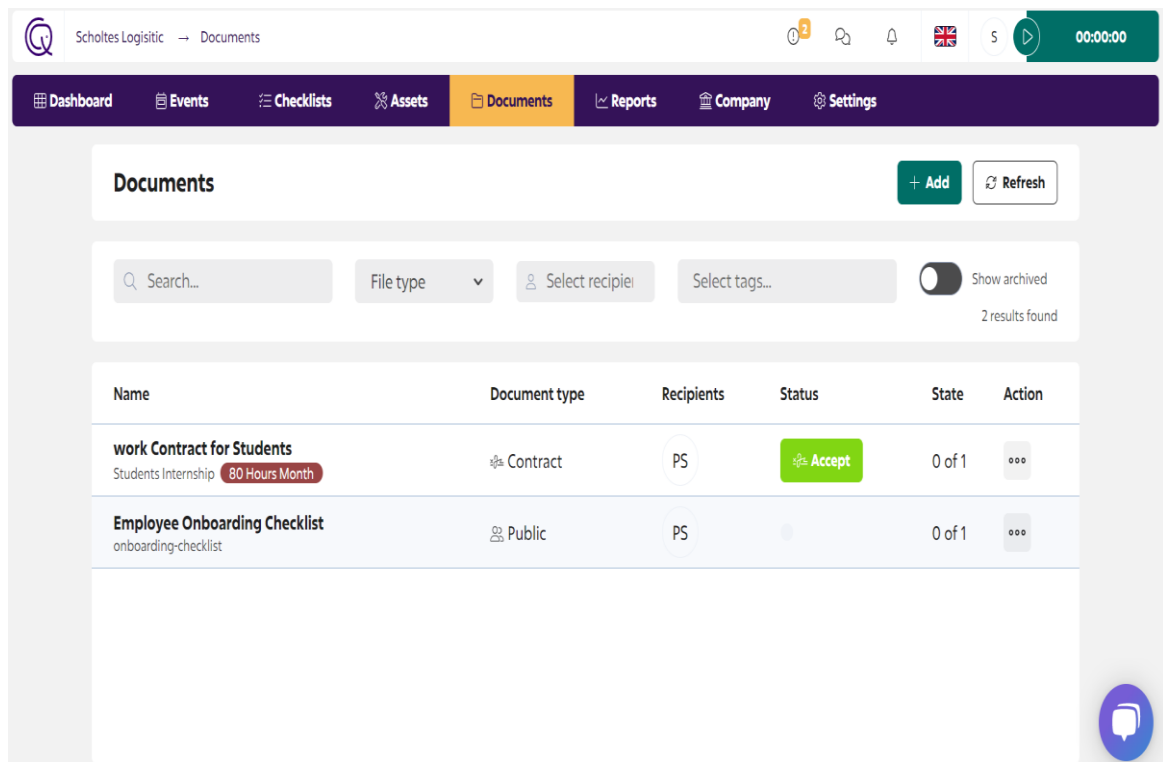 Scholtes Logisitic → Documents 2 S 00:00:00
Dashboard Events Checklists Assets Documents Reports Company Settings
Documents + Add Refresh
Search... File type Select recipier Select tags... Show archived
2 results found
Name Document type Recipients Status State Action
work Contract for Students
Students Internship 80 Hours Month Contract PS Accept 0 of 1
Employee Onboarding Checklist
onboarding-checklist Public PS 0 of 1